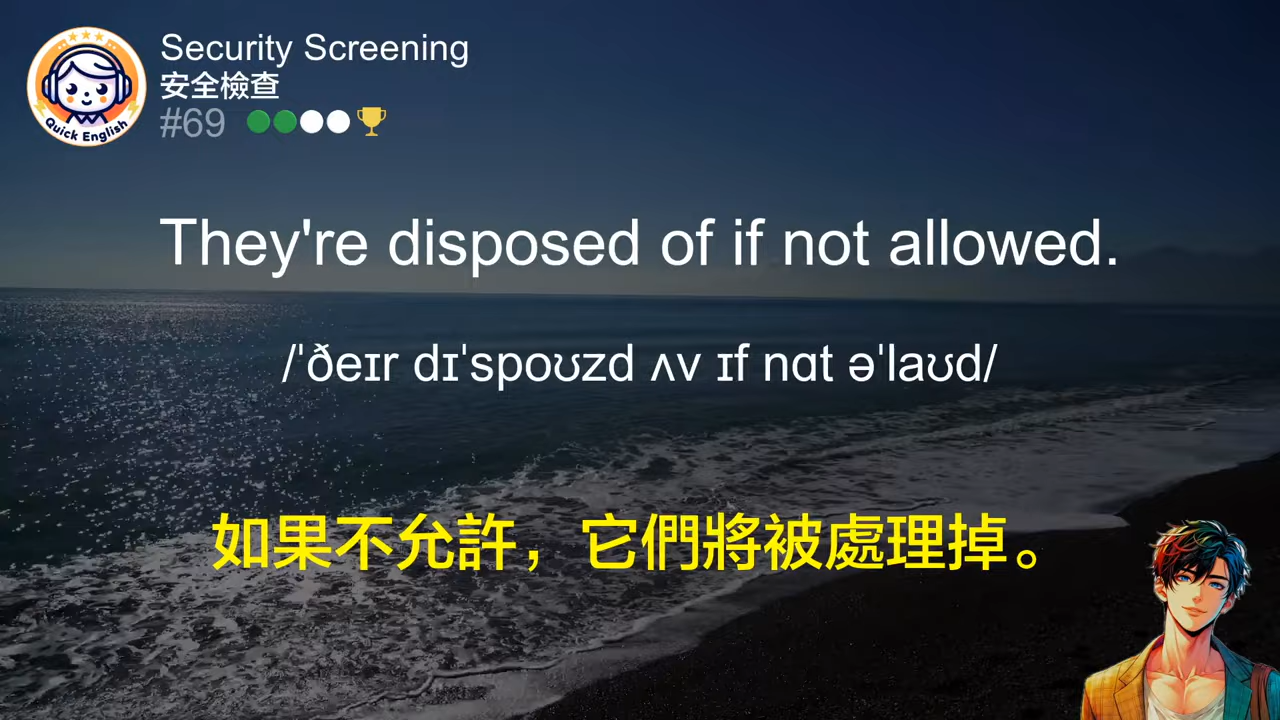 Quick English
Security Screening
安全檢查
#69
They're disposed of if not allowed.
/ˈðeɪr dɪˈspoʊzd ʌv ɪf nɑt əˈlaʊd/
如果不允許，它們將被處理掉。